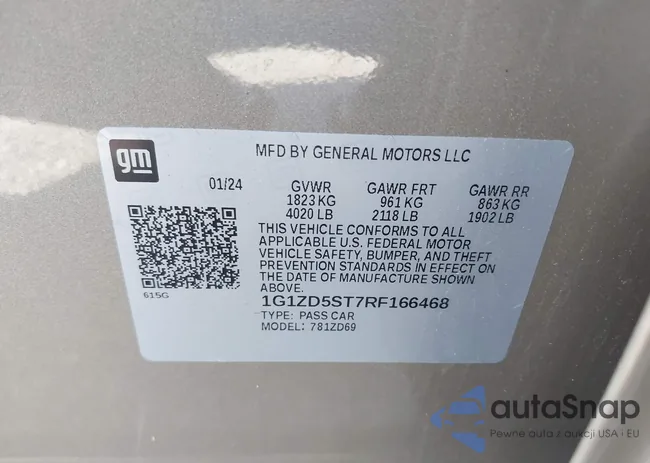 gm
MFD BY GENERAL MOTORS LLC
01/24
GVWR GAWR FRT GAWR RR
1823 KG 961 KG 863 KG
4020 LB 2118 LB 1902 LB
THIS VEHICLE CONFORMS TO ALL
APPLICABLE U.S. FEDERAL MOTOR
VEHICLE SAFETY, BUMPER, AND THEFT
PREVENTION STANDARDS IN EFFECT ON
THE DATE OF MANUFACTURE SHOWN
ABOVE.
615G
1G1ZD5ST7RF166468
TYPE: PASS CAR
MODEL: 781ZD69
autaSnap
Pewne auta z aukcji USA i EU